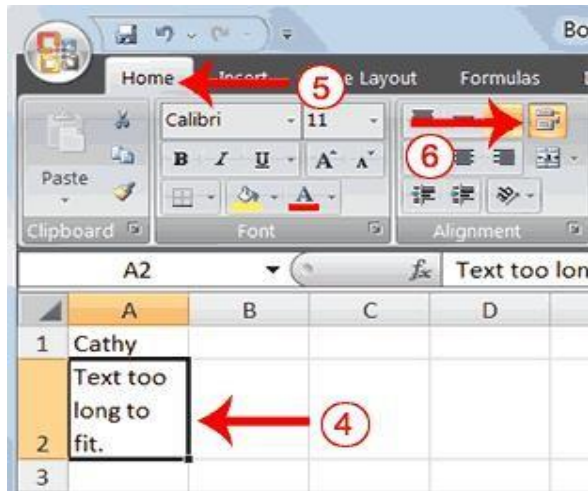 Bo
Home Insert e Layout Formulas
5
Calibri 11
6
Paste
B I U A A
A
Clipboard Font Alignment
A2 fx Text too lon
A B C D
1 Cathy
Text too
long to
2 fit.
4
3